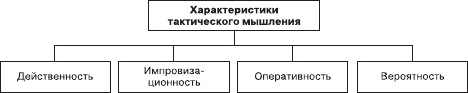 Характеристики
тактического мышления
Действенность
Импровиза-
ционность
Оперативность
Вероятность